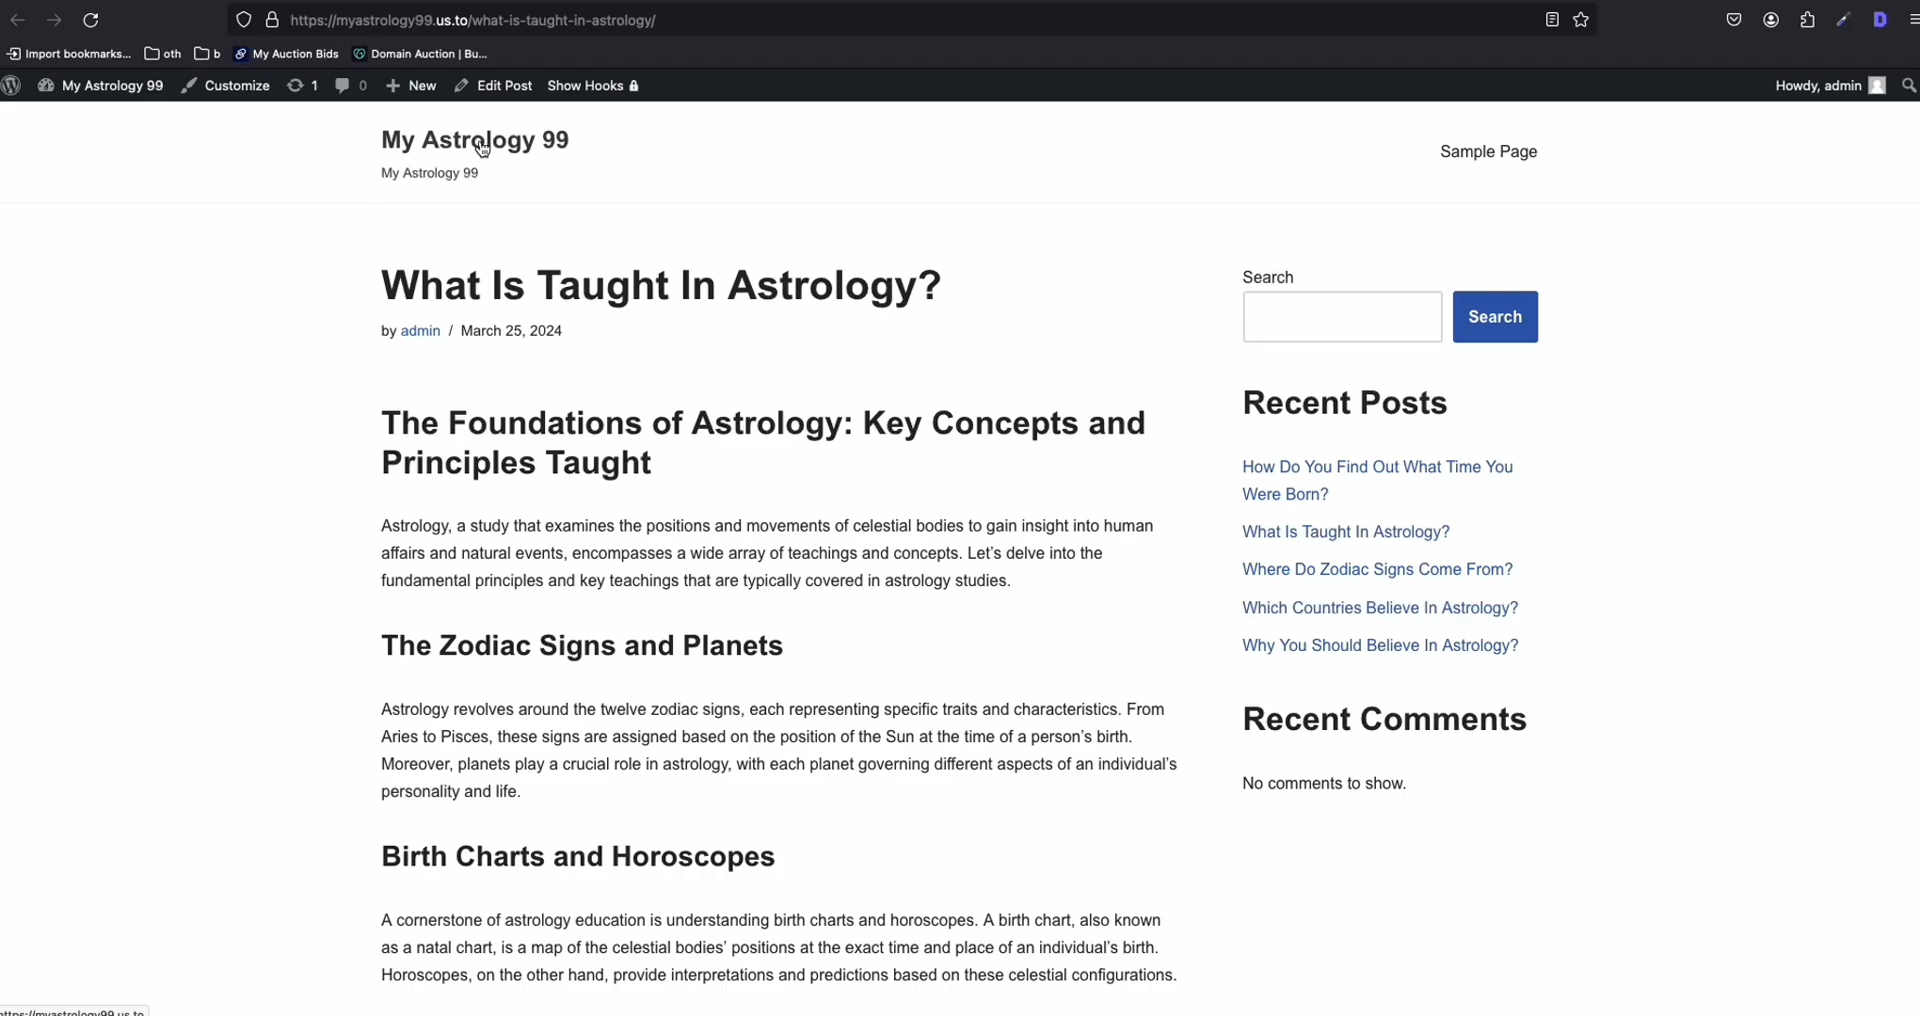 https://myastrology99.us.to/what-is-taught-in-astrology/
Import bookmarks... oth b My Auction Bids Domain Auction | Bu...
My Astrology 99 Customize 1 0 New Edit Post Show Hooks Howdy, admin
My Astrology 99
My Astrology 99
Sample Page
What Is Taught In Astrology?
by admin / March 25, 2024
The Foundations of Astrology: Key Concepts and
Principles Taught
Astrology, a study that examines the positions and movements of celestial bodies to gain insight into human
affairs and natural events, encompasses a wide array of teachings and concepts. Let's delve into the
fundamental principles and key teachings that are typically covered in astrology studies.
The Zodiac Signs and Planets
Astrology revolves around the twelve zodiac signs, each representing specific traits and characteristics. From
Aries to Pisces, these signs are assigned based on the position of the Sun at the time of a person's birth.
Moreover, planets play a crucial role in astrology, with each planet governing different aspects of an individual's
personality and life.
Birth Charts and Horoscopes
A cornerstone of astrology education is understanding birth charts and horoscopes. A birth chart, also known
as a natal chart, is a map of the celestial bodies' positions at the exact time and place of an individual's birth.
Horoscopes, on the other hand, provide interpretations and predictions based on these celestial configurations.
Search
Search
Recent Posts
How Do You Find Out What Time You
Were Born?
What Is Taught In Astrology?
Where Do Zodiac Signs Come From?
Which Countries Believe In Astrology?
Why You Should Believe In Astrology?
Recent Comments
No comments to show.
https://myastrology99.us.to